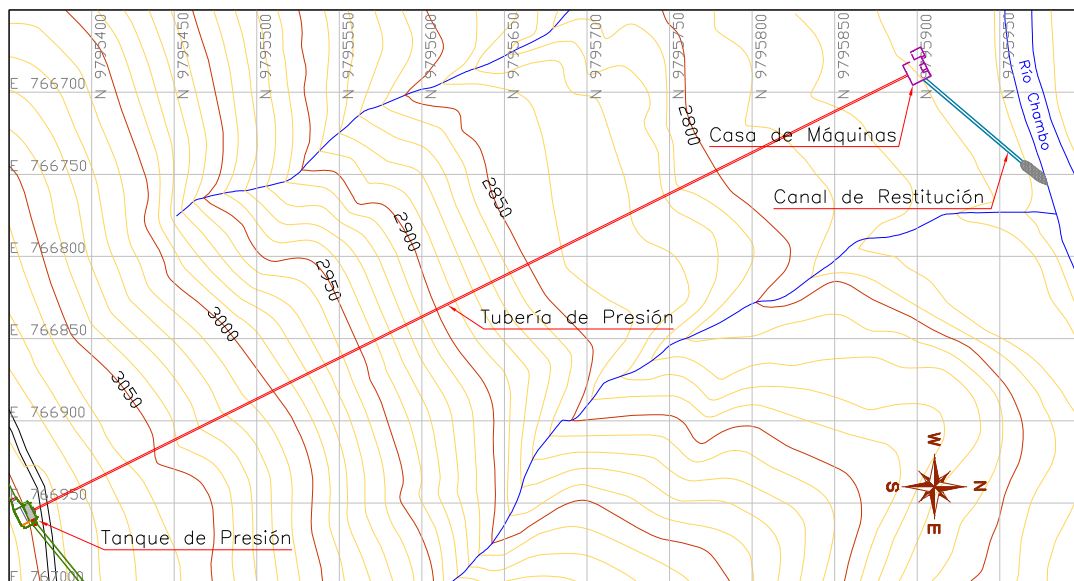 N 9795400
N 9795450
N 9795500
N 9795550
N 9795600
N 9795650
N 9795700
N 9795750
N 9795800
N 9795850
N 9795900
N 9795950
E 766700
E 766750
E 766800
E 766850
E 766900
E 766950
E 767000
Río Chambo
Casa de Máquinas
Canal de Restitución
Tubería de Presión
Tanque de Presión
2800
2850
2900
2950
3000
3050
W
S
N
E